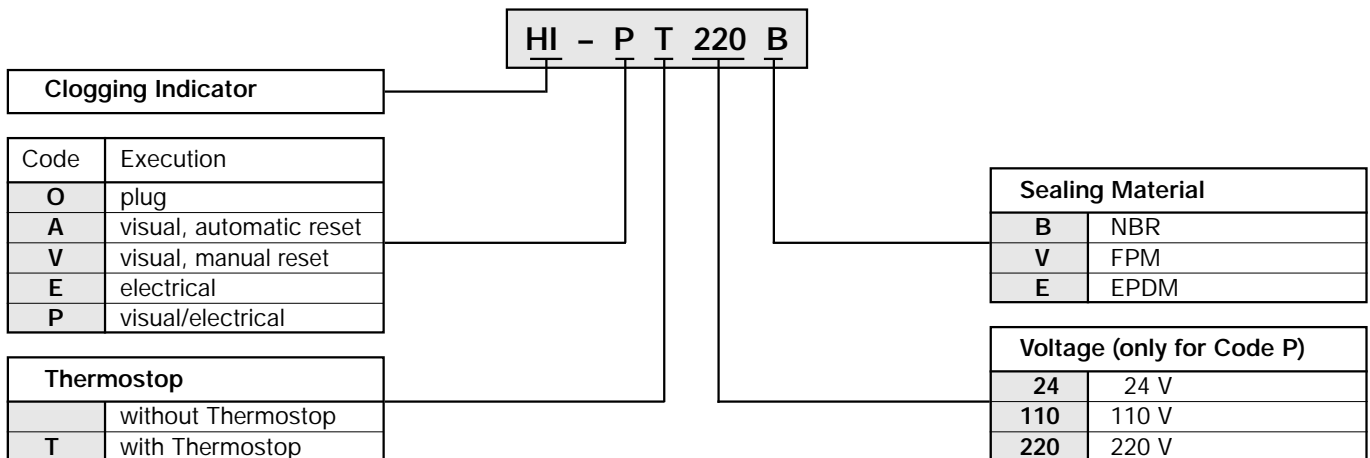 HI – P T 220 B
Clogging Indicator
Code Execution
O plug
A visual, automatic reset
V visual, manual reset
E electrical
P visual/electrical
Thermostop
without Thermostop
T with Thermostop
Sealing Material
B NBR
V FPM
E EPDM
Voltage (only for Code P)
24 24 V
110 110 V
220 220 V